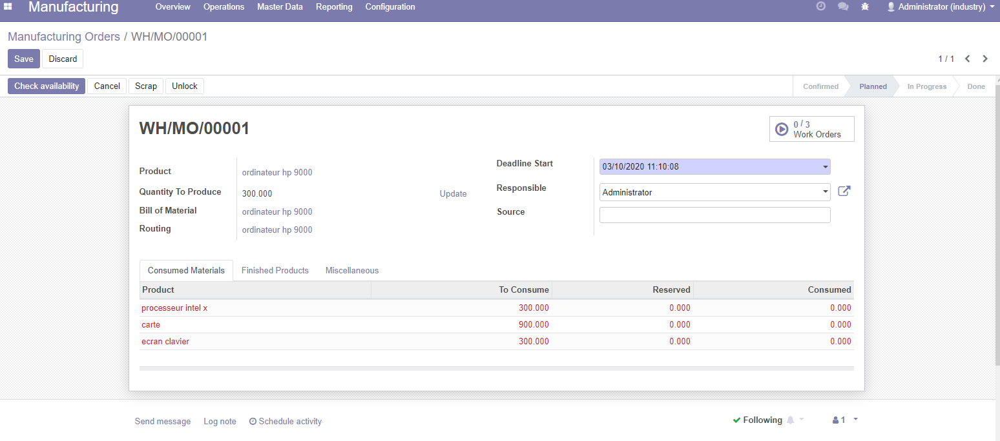 Manufacturing Overview Operations Master Data Reporting Configuration Administrator (industry)
Manufacturing Orders / WH/MO/00001
Save Discard 1 / 1
Check availability Cancel Scrap Unlock Confirmed Planned In Progress Done
WH/MO/00001
0 / 3
Work Orders
Product ordinateur hp 9000
Quantity To Produce 300.000 Update
Bill of Material ordinateur hp 9000
Routing ordinateur hp 9000
Deadline Start 03/10/2020 11:10:08
Responsible Administrator
Source
Consumed Materials Finished Products Miscellaneous
Product To Consume Reserved Consumed
processeur intel x 300.000 0.000 0.000
carte 900.000 0.000 0.000
ecran clavier 300.000 0.000 0.000
Send message Log note Schedule activity Following 1